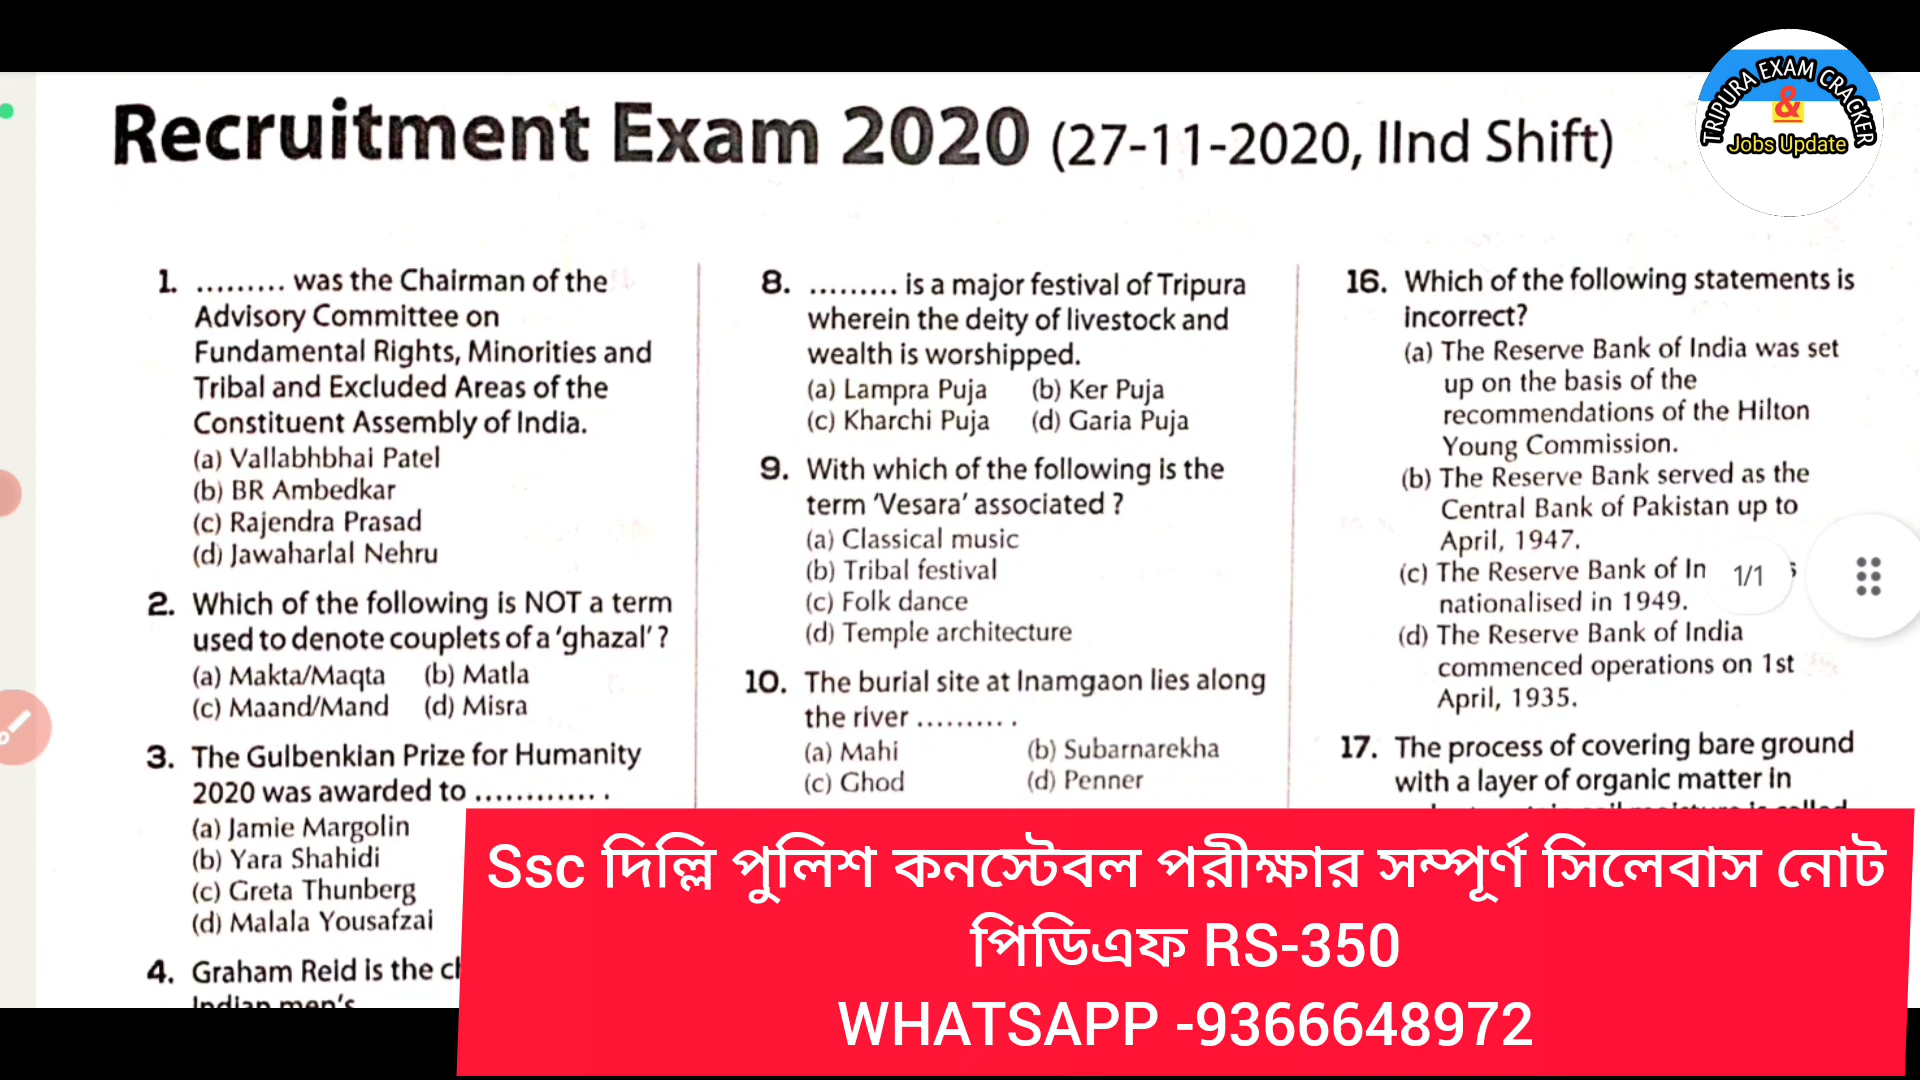 Recruitment Exam 2020 (27-11-2020, IInd Shift)
TRIPURA EXAM CRACKER
&
Jobs Update
1. ......... was the Chairman of the
Advisory Committee on
Fundamental Rights, Minorities and
Tribal and Excluded Areas of the
Constituent Assembly of India.
(a) Vallabhbhai Patel
(b) BR Ambedkar
(c) Rajendra Prasad
(d) Jawaharlal Nehru
2. Which of the following is NOT a term
used to denote couplets of a 'ghazal' ?
(a) Makta/Maqta (b) Matla
(c) Maand/Mand (d) Misra
3. The Gulbenkian Prize for Humanity
2020 was awarded to ............. .
(a) Jamie Margolin
(b) Yara Shahidi
(c) Greta Thunberg
(d) Malala Yousafzai
4. Graham Reid is the
Indian men's
8. ......... is a major festival of Tripura
wherein the deity of livestock and
wealth is worshipped.
(a) Lampra Puja (b) Ker Puja
(c) Kharchi Puja (d) Garia Puja
9. With which of the following is the
term 'Vesara' associated ?
(a) Classical music
(b) Tribal festival
(c) Folk dance
(d) Temple architecture
10. The burial site at Inamgaon lies along
the river ......... .
(a) Mahi (b) Subarnarekha
(c) Ghod (d) Penner
16. Which of the following statements is
incorrect?
(a) The Reserve Bank of India was set
up on the basis of the
recommendations of the Hilton
Young Commission.
(b) The Reserve Bank served as the
Central Bank of Pakistan up to
April, 1947.
(c) The Reserve Bank of In
nationalised in 1949.
(d) The Reserve Bank of India
commenced operations on 1st
April, 1935.
1/1
17. The process of covering bare ground
with a layer of organic matter in
Ssc দিল্লি পুলিশ কনস্টেবল পরীক্ষার সম্পূর্ণ সিলেবাস নোট
পিডিএফ RS-350
WHATSAPP -9366648972